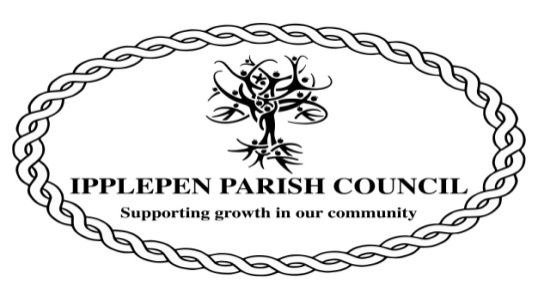 IPPLEPEN PARISH COUNCIL
Supporting growth in our community